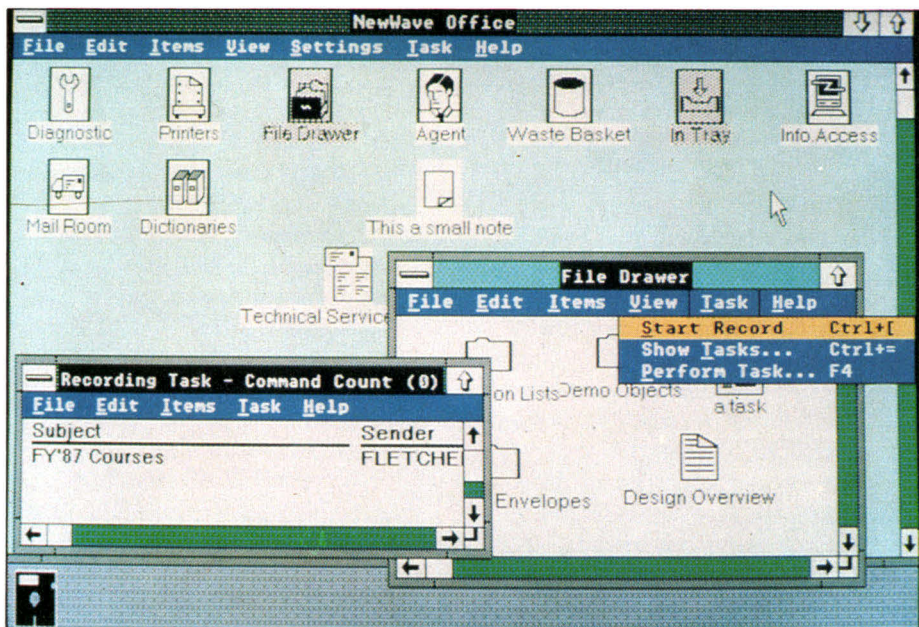 NewWave Office
File Edit Items View Settings Task Help
Diagnostic Printers File Drawer Agent Waste Basket In Tray Info.Access
Mail Room Dictionaries This a small note
Technical Service
File Drawer
File Edit Items View Task Help
Start Record Ctrl+[
Show Tasks... Ctrl+=
Perform Task... F4
on Lists Demo Objects a.task
Envelopes Design Overview
Recording Task - Command Count (0)
File Edit Items Task Help
Subject Sender
FY'87 Courses FLETCHE